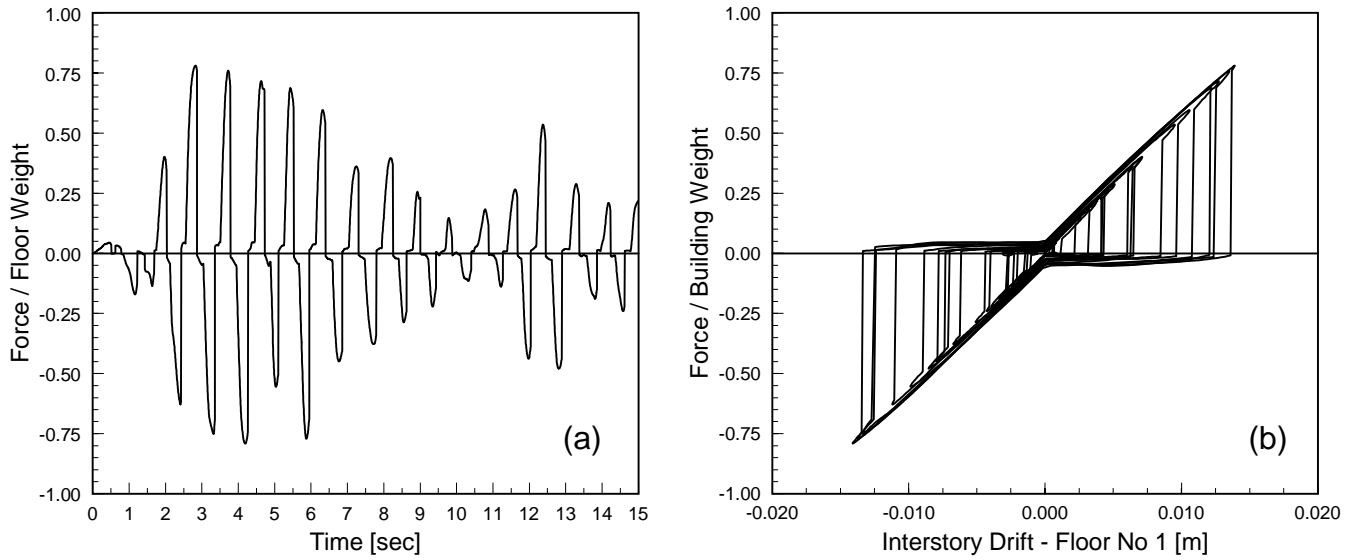 1.00
0.75
0.50
0.25
0.00
-0.25
-0.50
-0.75
-1.00
Force / Floor Weight
0 1 2 3 4 5 6 7 8 9 10 11 12 13 14 15
Time [sec]
(a)
1.00
0.75
0.50
0.25
0.00
-0.25
-0.50
-0.75
-1.00
Force / Building Weight
-0.020 -0.010 0.000 0.010 0.020
Interstory Drift - Floor No 1 [m]
(b)